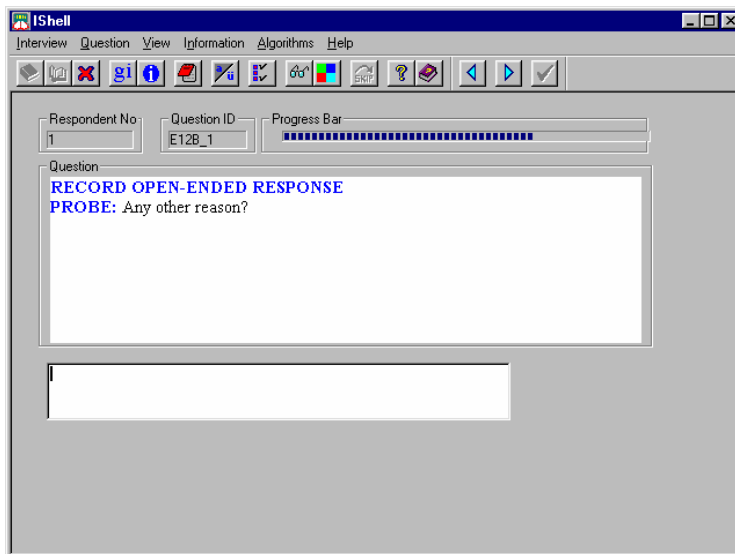 IShell
Interview Question View Information Algorithms Help
gi i a/ü SKIP ?
Respondent No Question ID Progress Bar
1 E12B_1
Question
RECORD OPEN-ENDED RESPONSE
PROBE: Any other reason?